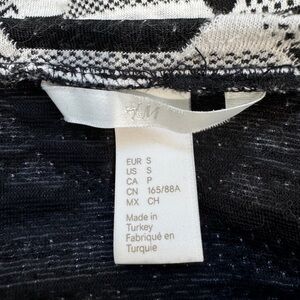 H&M
EUR S
US S
CA P
CN 165/88A
MX CH
Made in
Turkey
Fabriqué en
Turquie